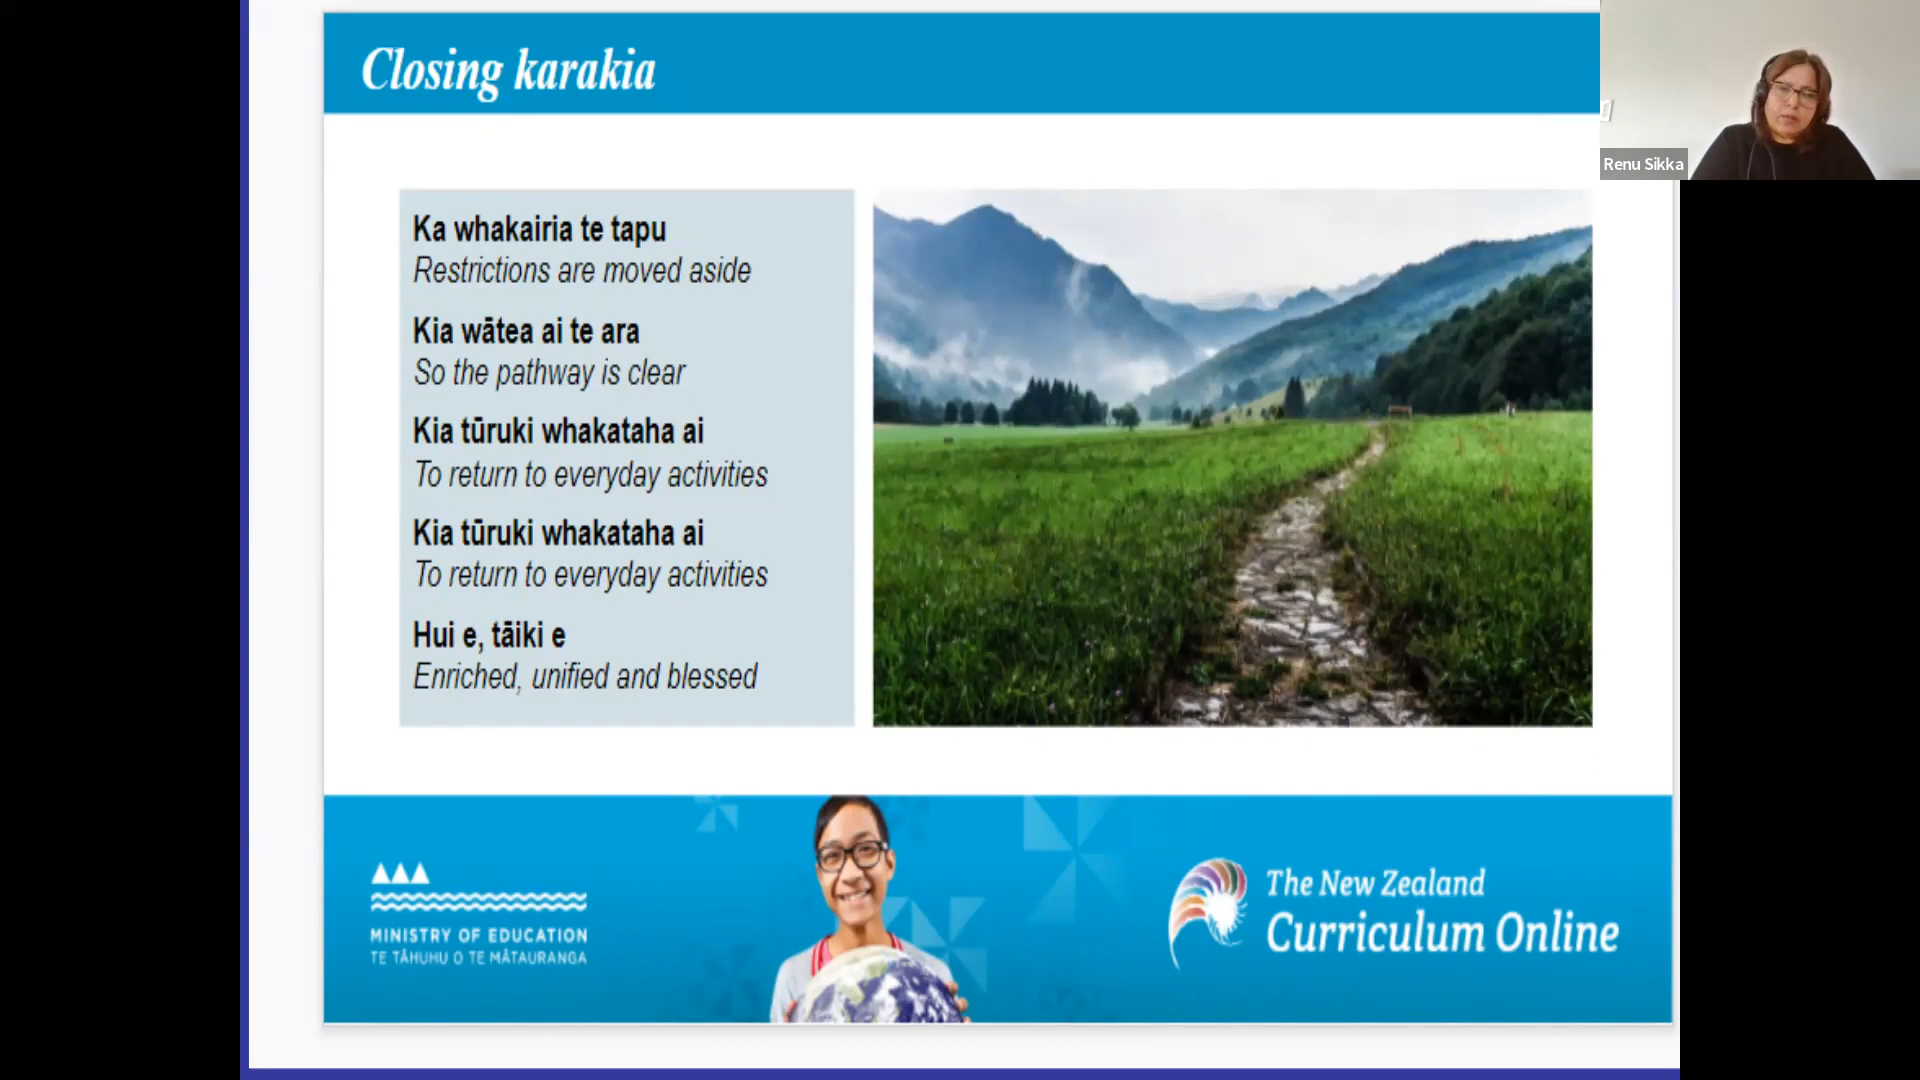 Closing karakia
Renu Sikka
Ka whakairia te tapu
Restrictions are moved aside
Kia wātea ai te ara
So the pathway is clear
Kia tūruki whakataha ai
To return to everyday activities
Kia tūruki whakataha ai
To return to everyday activities
Hui e, tāiki e
Enriched, unified and blessed
MINISTRY OF EDUCATION
TE TĀHUHU O TE MĀTAURANGA
The New Zealand
Curriculum Online